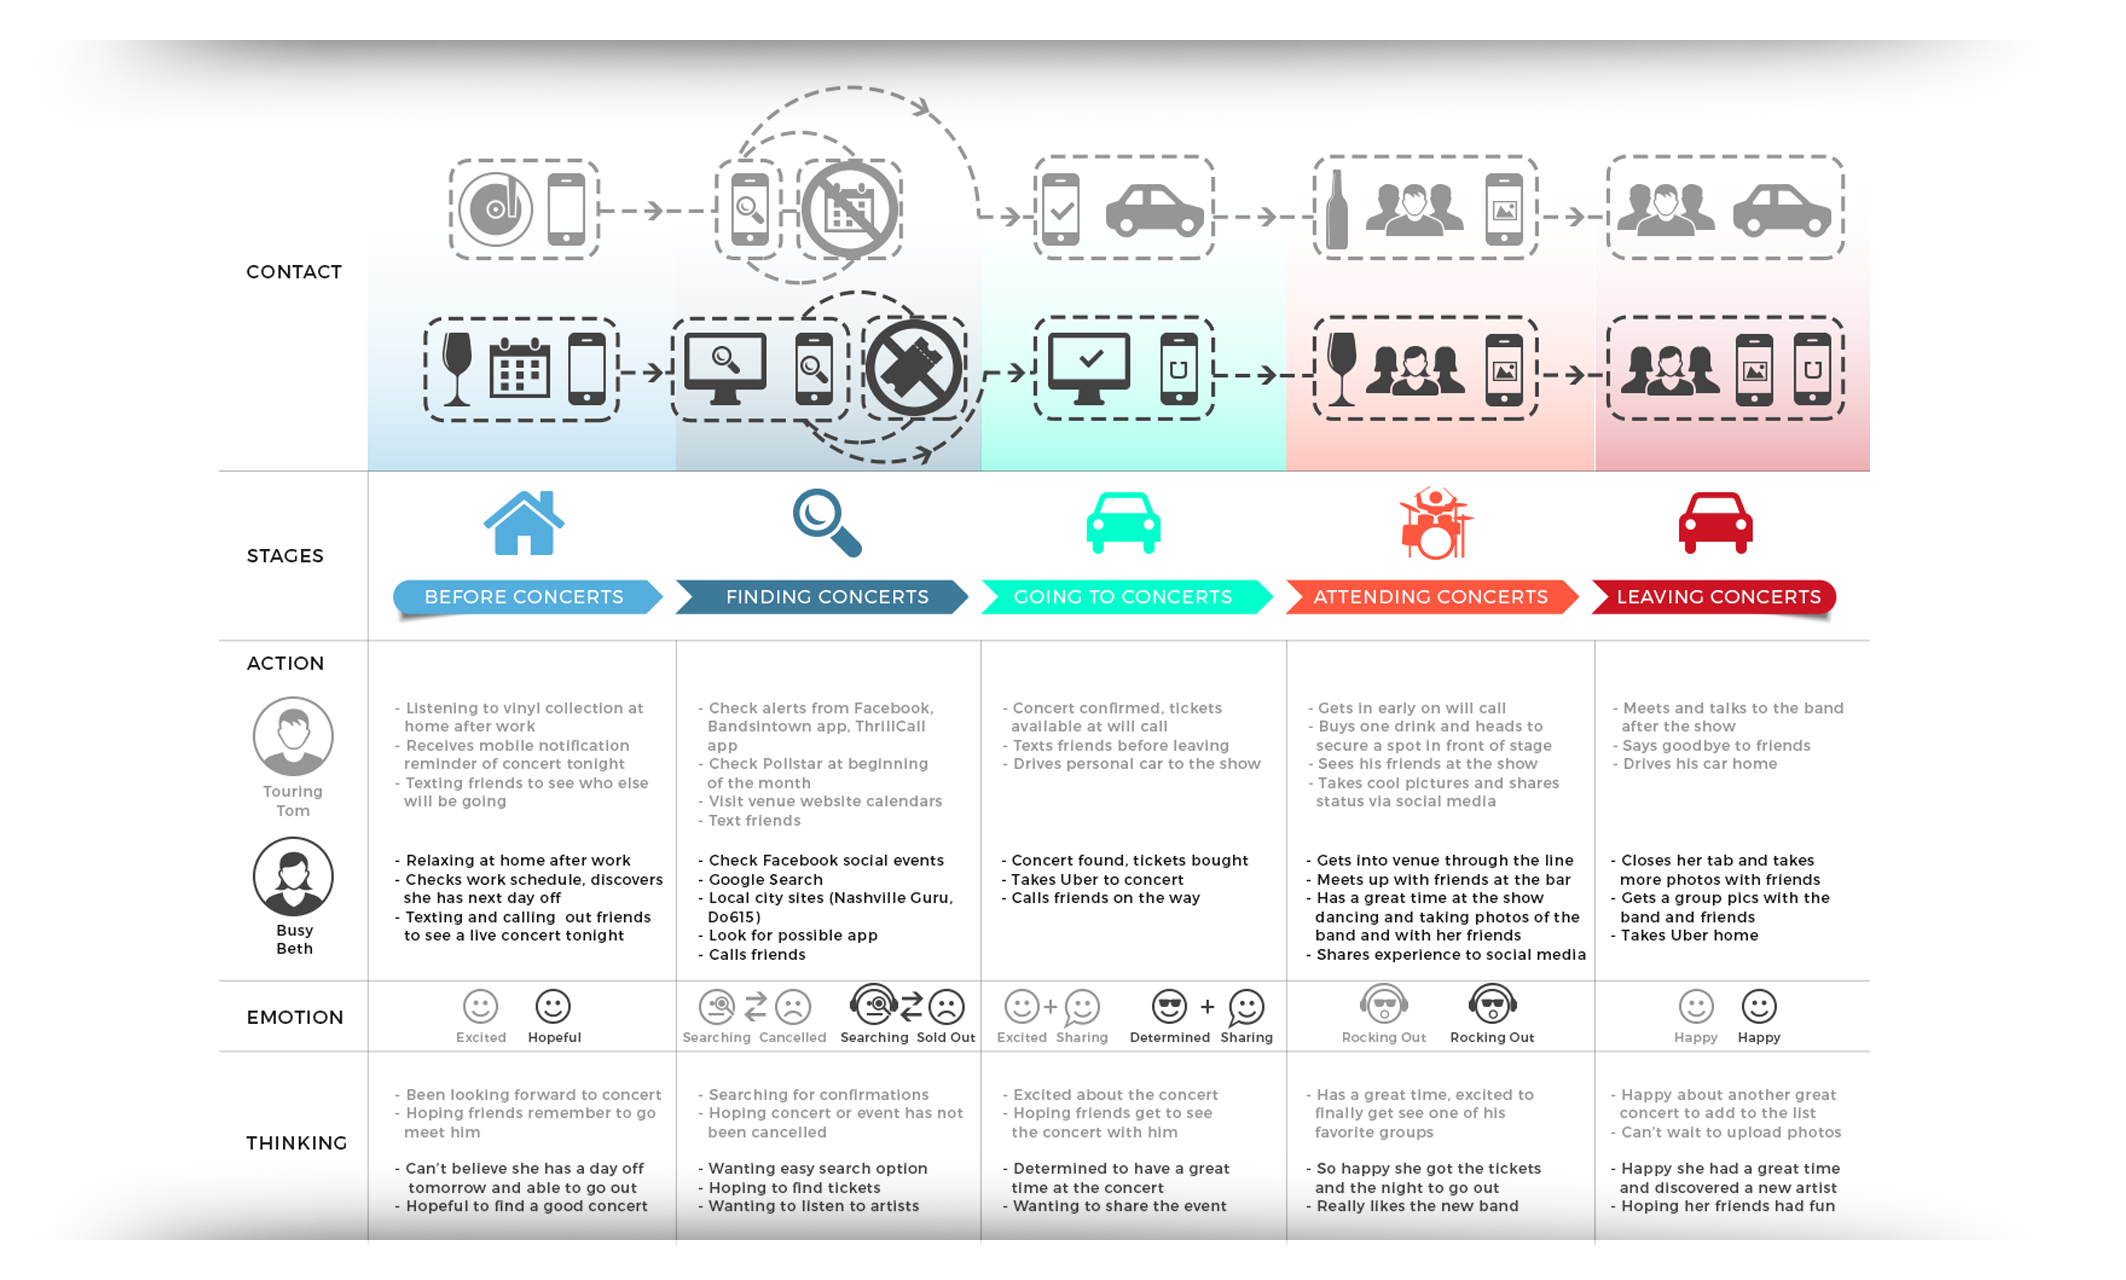 CONTACT
STAGES
BEFORE CONCERTS
FINDING CONCERTS
GOING TO CONCERTS
ATTENDING CONCERTS
LEAVING CONCERTS
ACTION
Touring
Tom
- Listening to vinyl collection at
home after work
- Receives mobile notification
reminder of concert tonight
- Texting friends to see who else
will be going
- Check alerts from Facebook,
Bandsintown app, ThrillCall
app
- Check Pollstar at beginning
of the month
- Visit venue website calendars
- Text friends
- Concert confirmed, tickets
available at will call
- Texts friends before leaving
- Drives personal car to the show
- Gets in early on will call
- Buys one drink and heads to
secure a spot in front of stage
- Sees his friends at the show
- Takes cool pictures and shares
status via social media
- Meets and talks to the band
after the show
- Says goodbye to friends
- Drives his car home
Busy
Beth
- Relaxing at home after work
- Checks work schedule, discovers
she has next day off
- Texting and calling out friends
to see a live concert tonight
- Check Facebook social events
- Google Search
- Local city sites (Nashville Guru,
Do615)
- Look for possible app
- Calls friends
- Concert found, tickets bought
- Takes Uber to concert
- Calls friends on the way
- Gets into venue through the line
- Meets up with friends at the bar
- Has a great time at the show
dancing and taking photos of the
band and with her friends
- Shares experience to social media
- Closes her tab and takes
more photos with friends
- Gets a group pics with the
band and friends
- Takes Uber home
EMOTION
Excited
Hopeful
Searching
Cancelled
Searching
Sold Out
Excited
Sharing
Determined
Sharing
Rocking Out
Rocking Out
Happy
Happy
THINKING
- Been looking forward to concert
- Hoping friends remember to go
meet him
- Searching for confirmations
- Hoping concert or event has not
been cancelled
- Excited about the concert
- Hoping friends get to see
the concert with him
- Has a great time, excited to
finally get see one of his
favorite groups
- Happy about another great
concert to add to the list
- Can't wait to upload photos
- Can't believe she has a day off
tomorrow and able to go out
- Hopeful to find a good concert
- Wanting easy search option
- Hoping to find tickets
- Wanting to listen to artists
- Determined to have a great
time at the concert
- Wanting to share the event
- So happy she got the tickets
and the night to go out
- Really likes the new band
- Happy she had a great time
and discovered a new artist
- Hoping her friends had fun